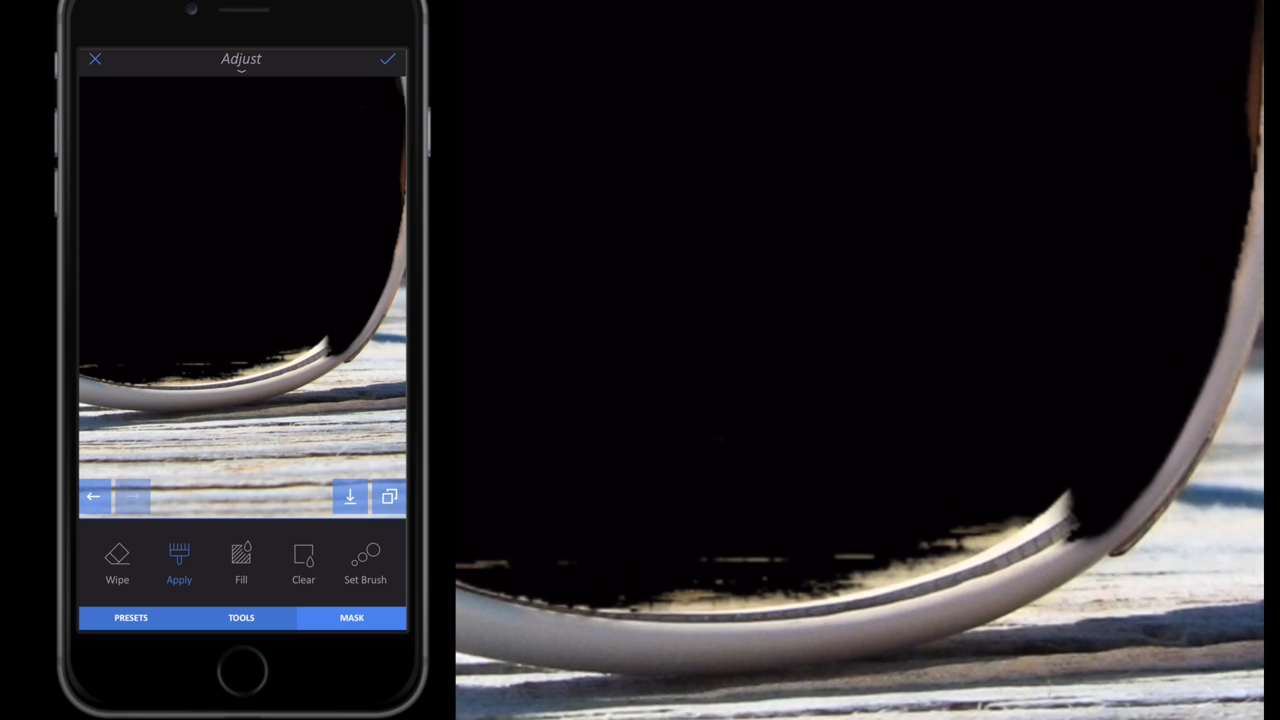 Adjust
Wipe
Apply
Fill
Clear
Set Brush
PRESETS
TOOLS
MASK